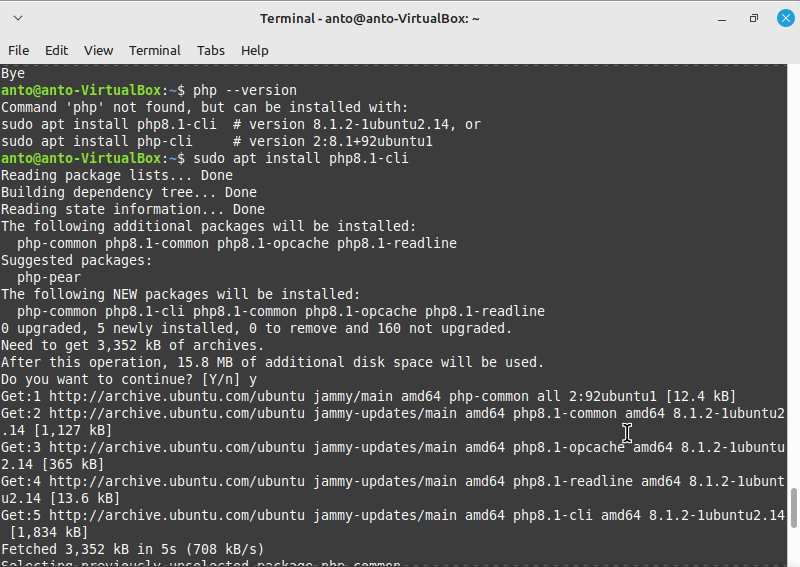 Terminal - anto@anto-VirtualBox: ~
File Edit View Terminal Tabs Help
Bye
anto@anto-VirtualBox:~$ php --version
Command 'php' not found, but can be installed with:
sudo apt install php8.1-cli  # version 8.1.2-1ubuntu2.14, or
sudo apt install php-cli     # version 2:8.1+92ubuntu1
anto@anto-VirtualBox:~$ sudo apt install php8.1-cli
Reading package lists... Done
Building dependency tree... Done
Reading state information... Done
The following additional packages will be installed:
  php-common php8.1-common php8.1-opcache php8.1-readline
Suggested packages:
  php-pear
The following NEW packages will be installed:
  php-common php8.1-cli php8.1-common php8.1-opcache php8.1-readline
0 upgraded, 5 newly installed, 0 to remove and 160 not upgraded.
Need to get 3,352 kB of archives.
After this operation, 15.8 MB of additional disk space will be used.
Do you want to continue? [Y/n] y
Get:1 http://archive.ubuntu.com/ubuntu jammy/main amd64 php-common all 2:92ubuntu1 [12.4 kB]
Get:2 http://archive.ubuntu.com/ubuntu jammy-updates/main amd64 php8.1-common amd64 8.1.2-1ubuntu2
.14 [1,127 kB]
Get:3 http://archive.ubuntu.com/ubuntu jammy-updates/main amd64 php8.1-opcache amd64 8.1.2-1ubuntu
2.14 [365 kB]
Get:4 http://archive.ubuntu.com/ubuntu jammy-updates/main amd64 php8.1-readline amd64 8.1.2-1ubunt
u2.14 [13.6 kB]
Get:5 http://archive.ubuntu.com/ubuntu jammy-updates/main amd64 php8.1-cli amd64 8.1.2-1ubuntu2.14
 [1,834 kB]
Fetched 3,352 kB in 5s (708 kB/s)
Selecting previously unselected package php-common.